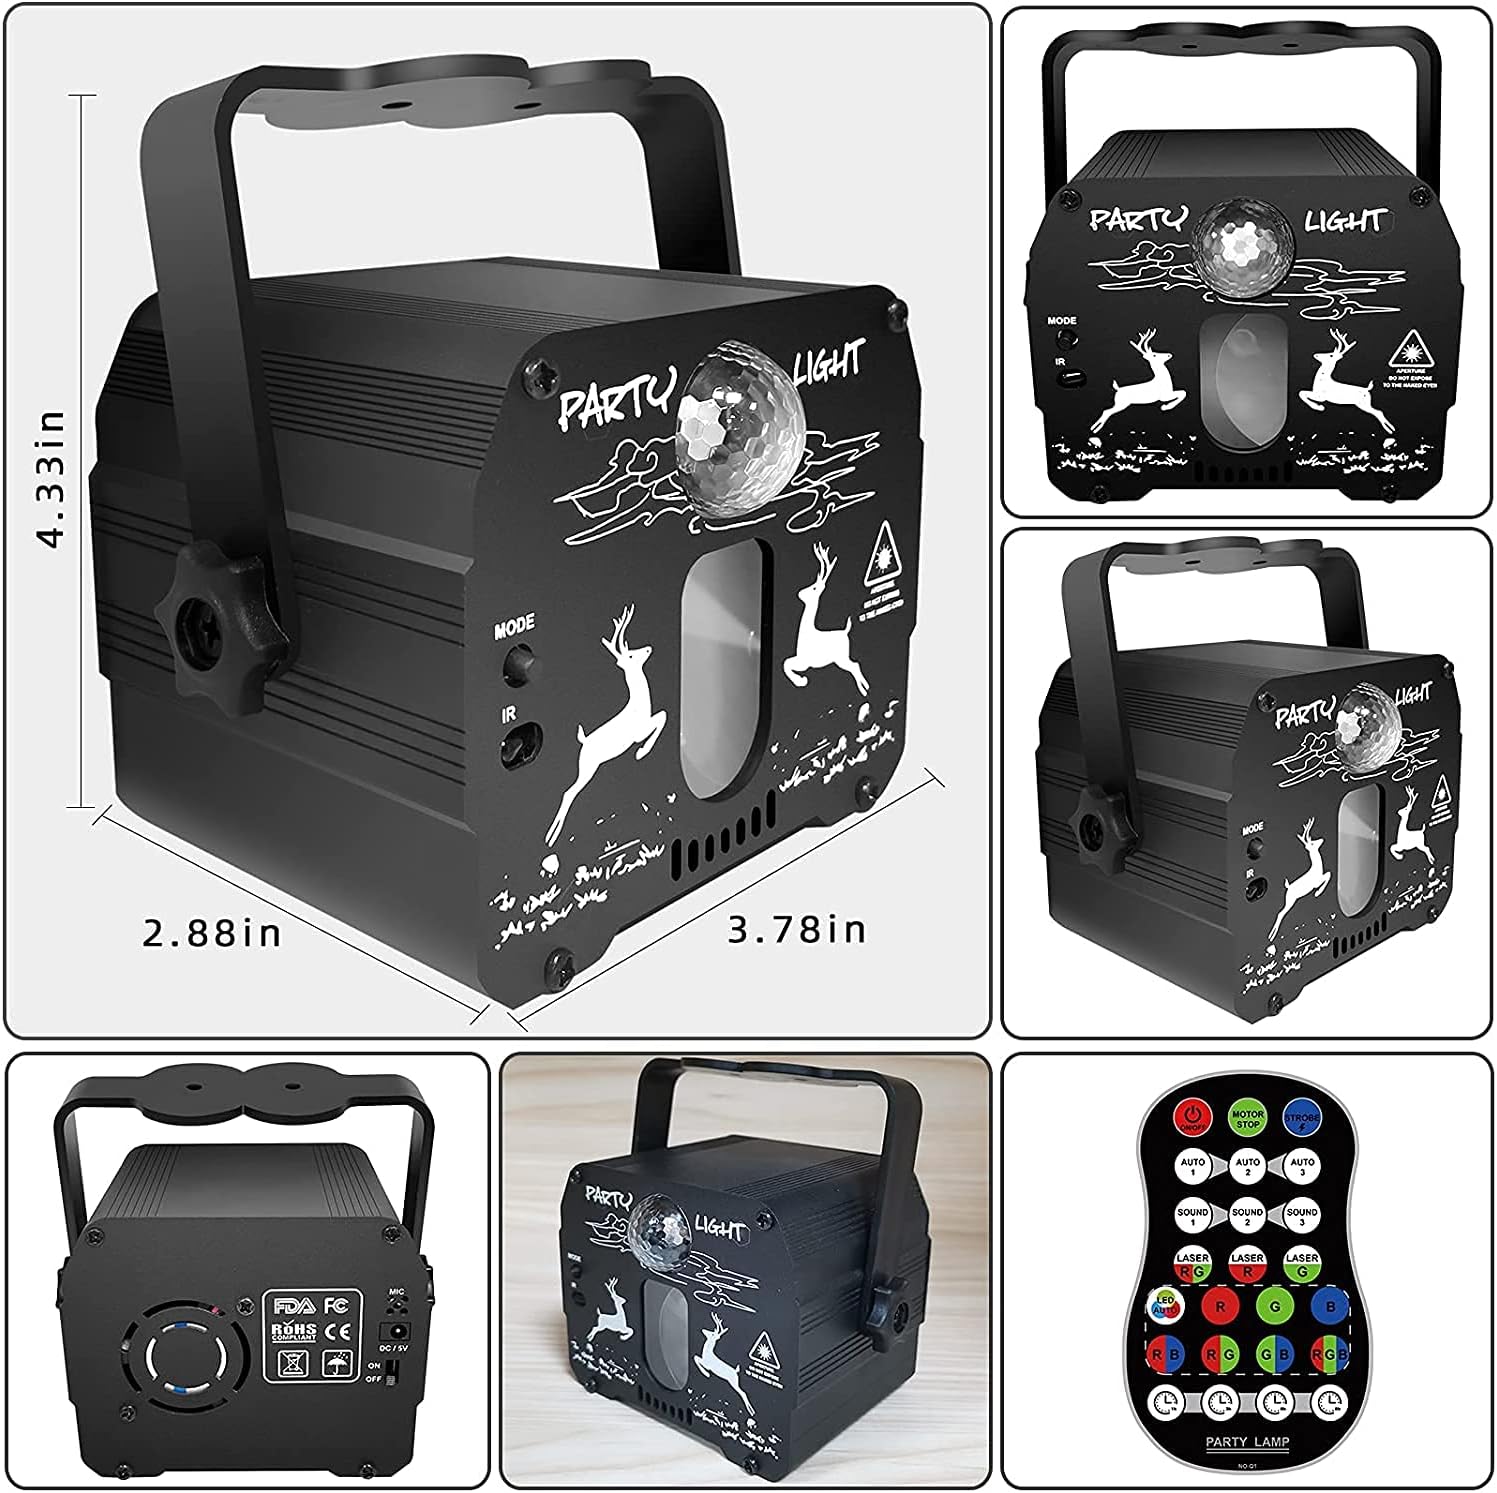 4.33in
2.88in
3.78in
PARTY LIGHT
MODE
IR
PARTY LIGHT
MODE
IR
APERTURE
DO NOT EXPOSE
TO THE NAKED EYES
PARTY LIGHT
MODE
IR
MIC
FDA FC
RoHS CE
COMPLIANT
DC / 5V
ON
OFF
PARTY LIGHT
MODE
IR
ON/OFF
MOTOR STOP
STROBE
AUTO 1 AUTO 2 AUTO 3
SOUND 1 SOUND 2 SOUND 3
LASER RG LASER R LASER G
LED AUTO R G B
RB RG GB RGB
PARTY LAMP
NO:Q1